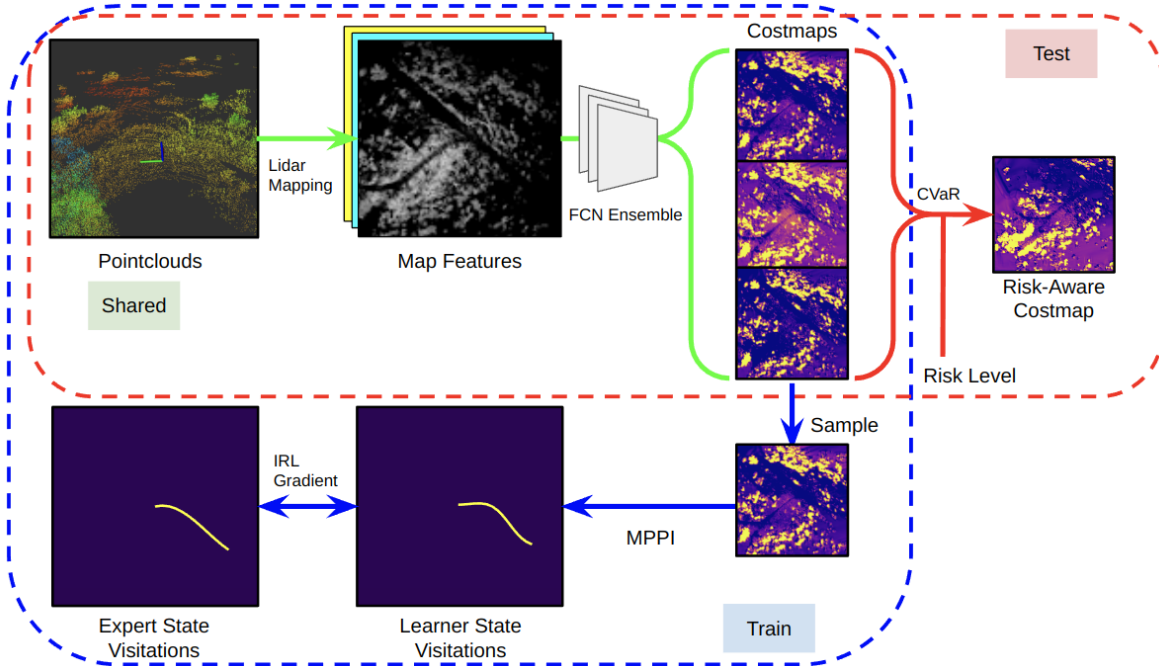 Costmaps
Test
Lidar
Mapping
FCN Ensemble
CVaR
Pointclouds
Map Features
Shared
Risk-Aware
Costmap
Risk Level
Sample
IRL
Gradient
MPPI
Expert State
Visitations
Learner State
Visitations
Train